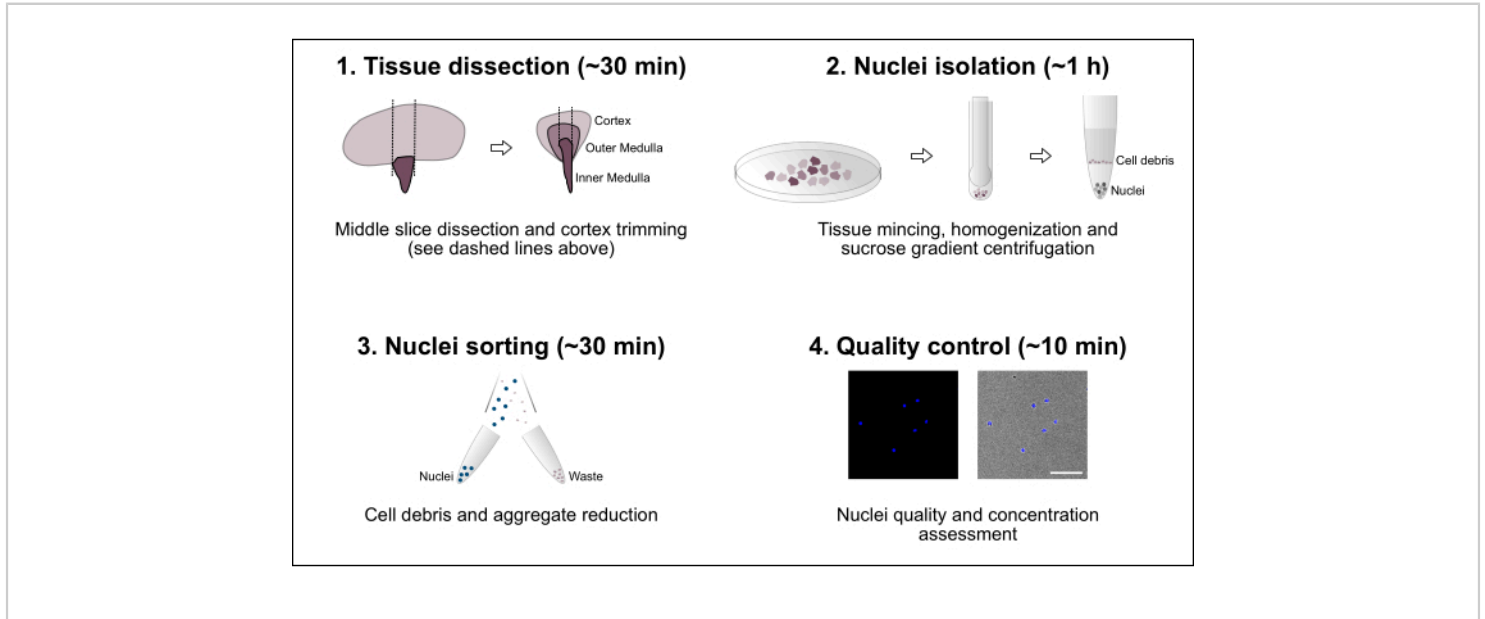 1. Tissue dissection (~30 min)
Cortex
Outer Medulla
Inner Medulla
Middle slice dissection and cortex trimming
(see dashed lines above)
2. Nuclei isolation (~1 h)
Cell debris
Nuclei
Tissue mincing, homogenization and
sucrose gradient centrifugation
3. Nuclei sorting (~30 min)
Nuclei
Waste
Cell debris and aggregate reduction
4. Quality control (~10 min)
Nuclei quality and concentration
assessment